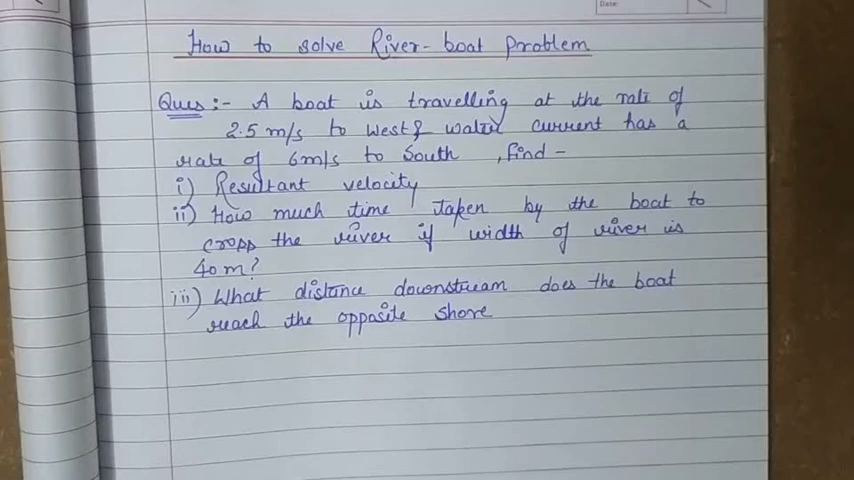 Date:
How to solve River-boat Problem
Ques:- A boat is travelling at the rate of
2.5 m/s to west & water current has a
rate of 6m/s to South , find -
i) Resultant velocity
ii) How much time taken by the boat to
cross the river if width of river is
40m?
iii) What distance downstream does the boat
reach the opposite shore